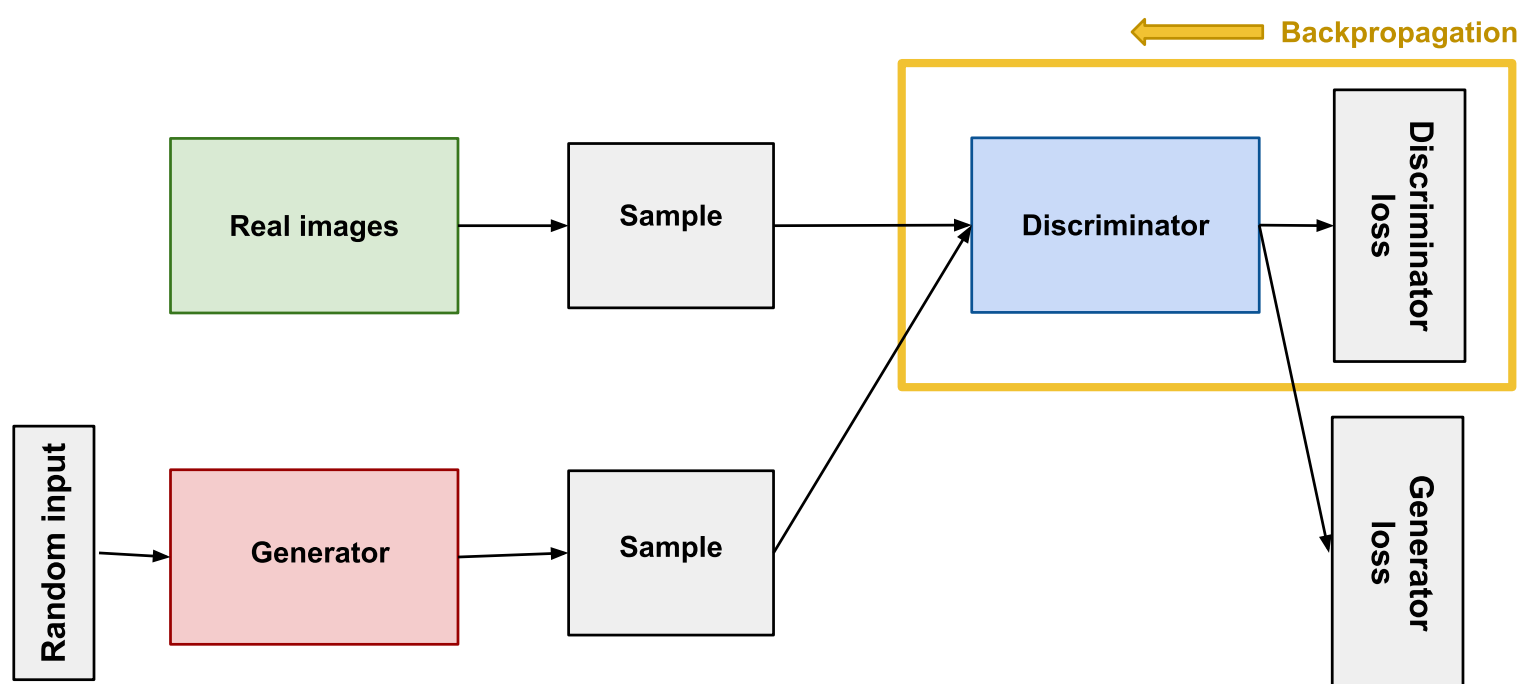 Backpropagation
Real images
Sample
Discriminator
Discriminator
loss
Random input
Generator
Sample
Generator
loss